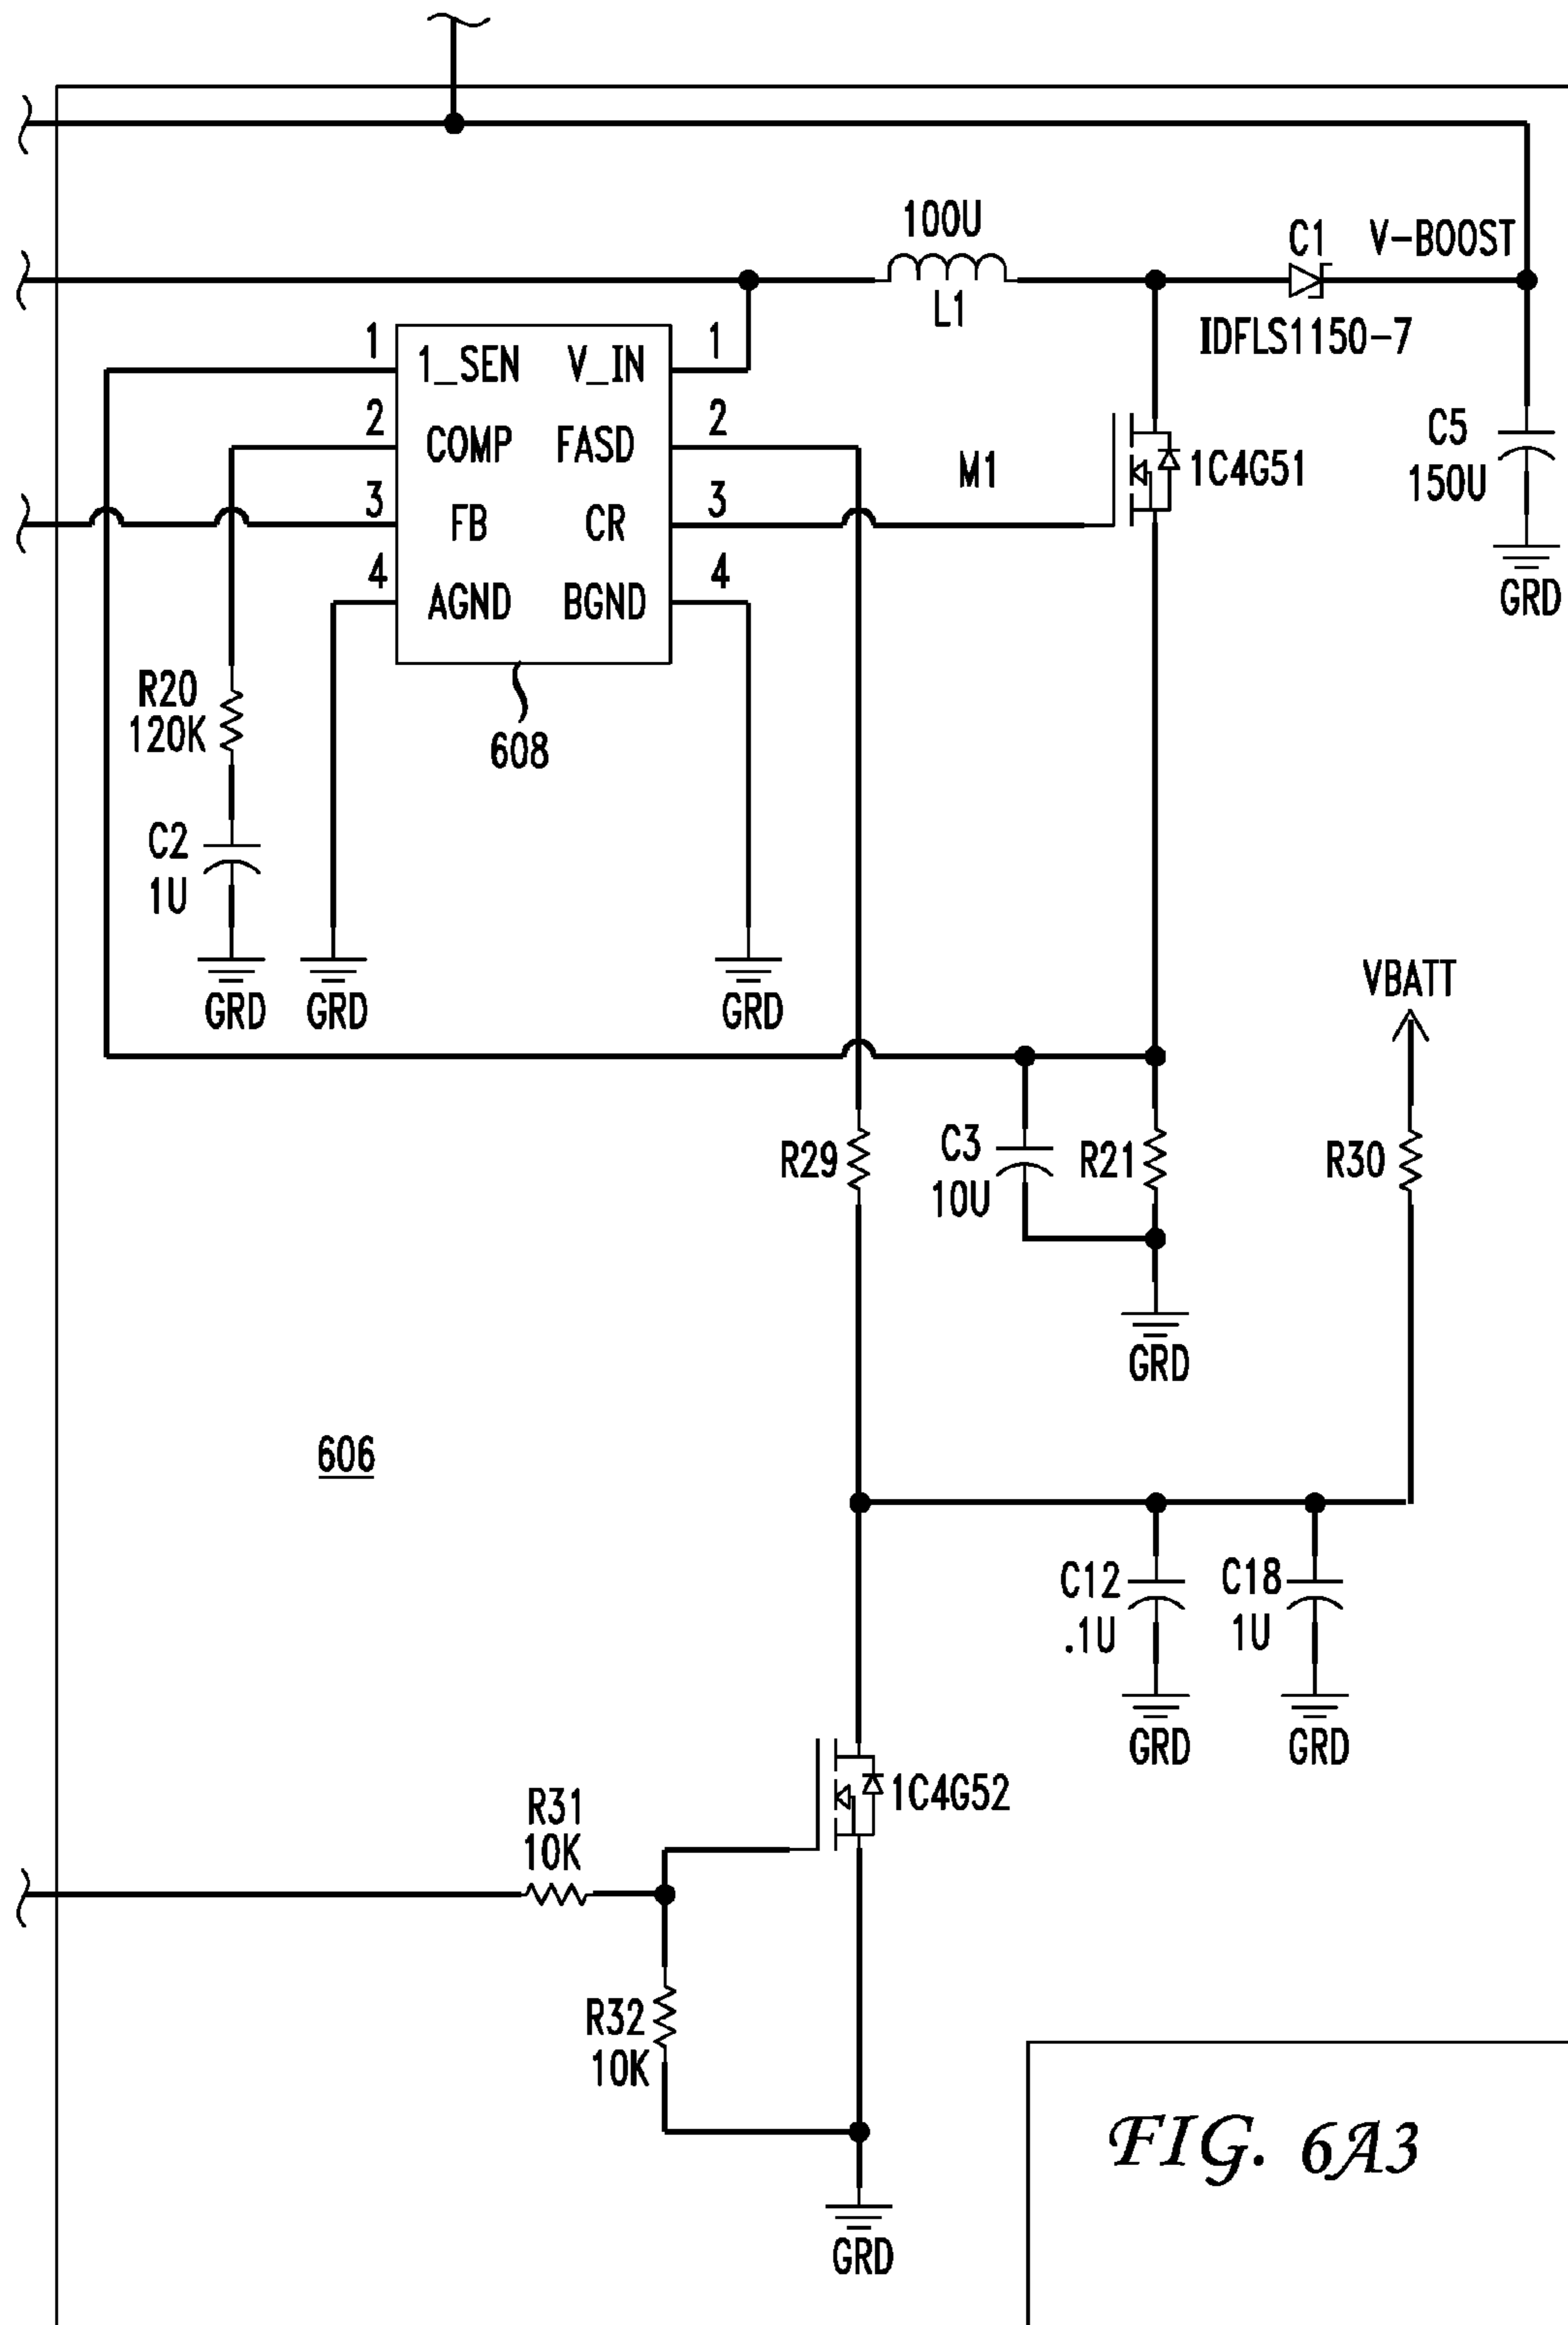 100U
L1
C1
V-BOOST
IDFLS1150-7
1
1_SEN
V_IN
1
2
COMP
FASD
2
3
FB
CR
3
4
AGND
BGND
4
M1
1C4G51
C5
150U
GRD
608
R20
120K
C2
1U
GRD
GRD
GRD
VBATT
R29
C3
10U
R21
R30
GRD
606
C12
.1U
C18
1U
GRD
GRD
1C4G52
R31
10K
R32
10K
GRD
FIG. 6A3